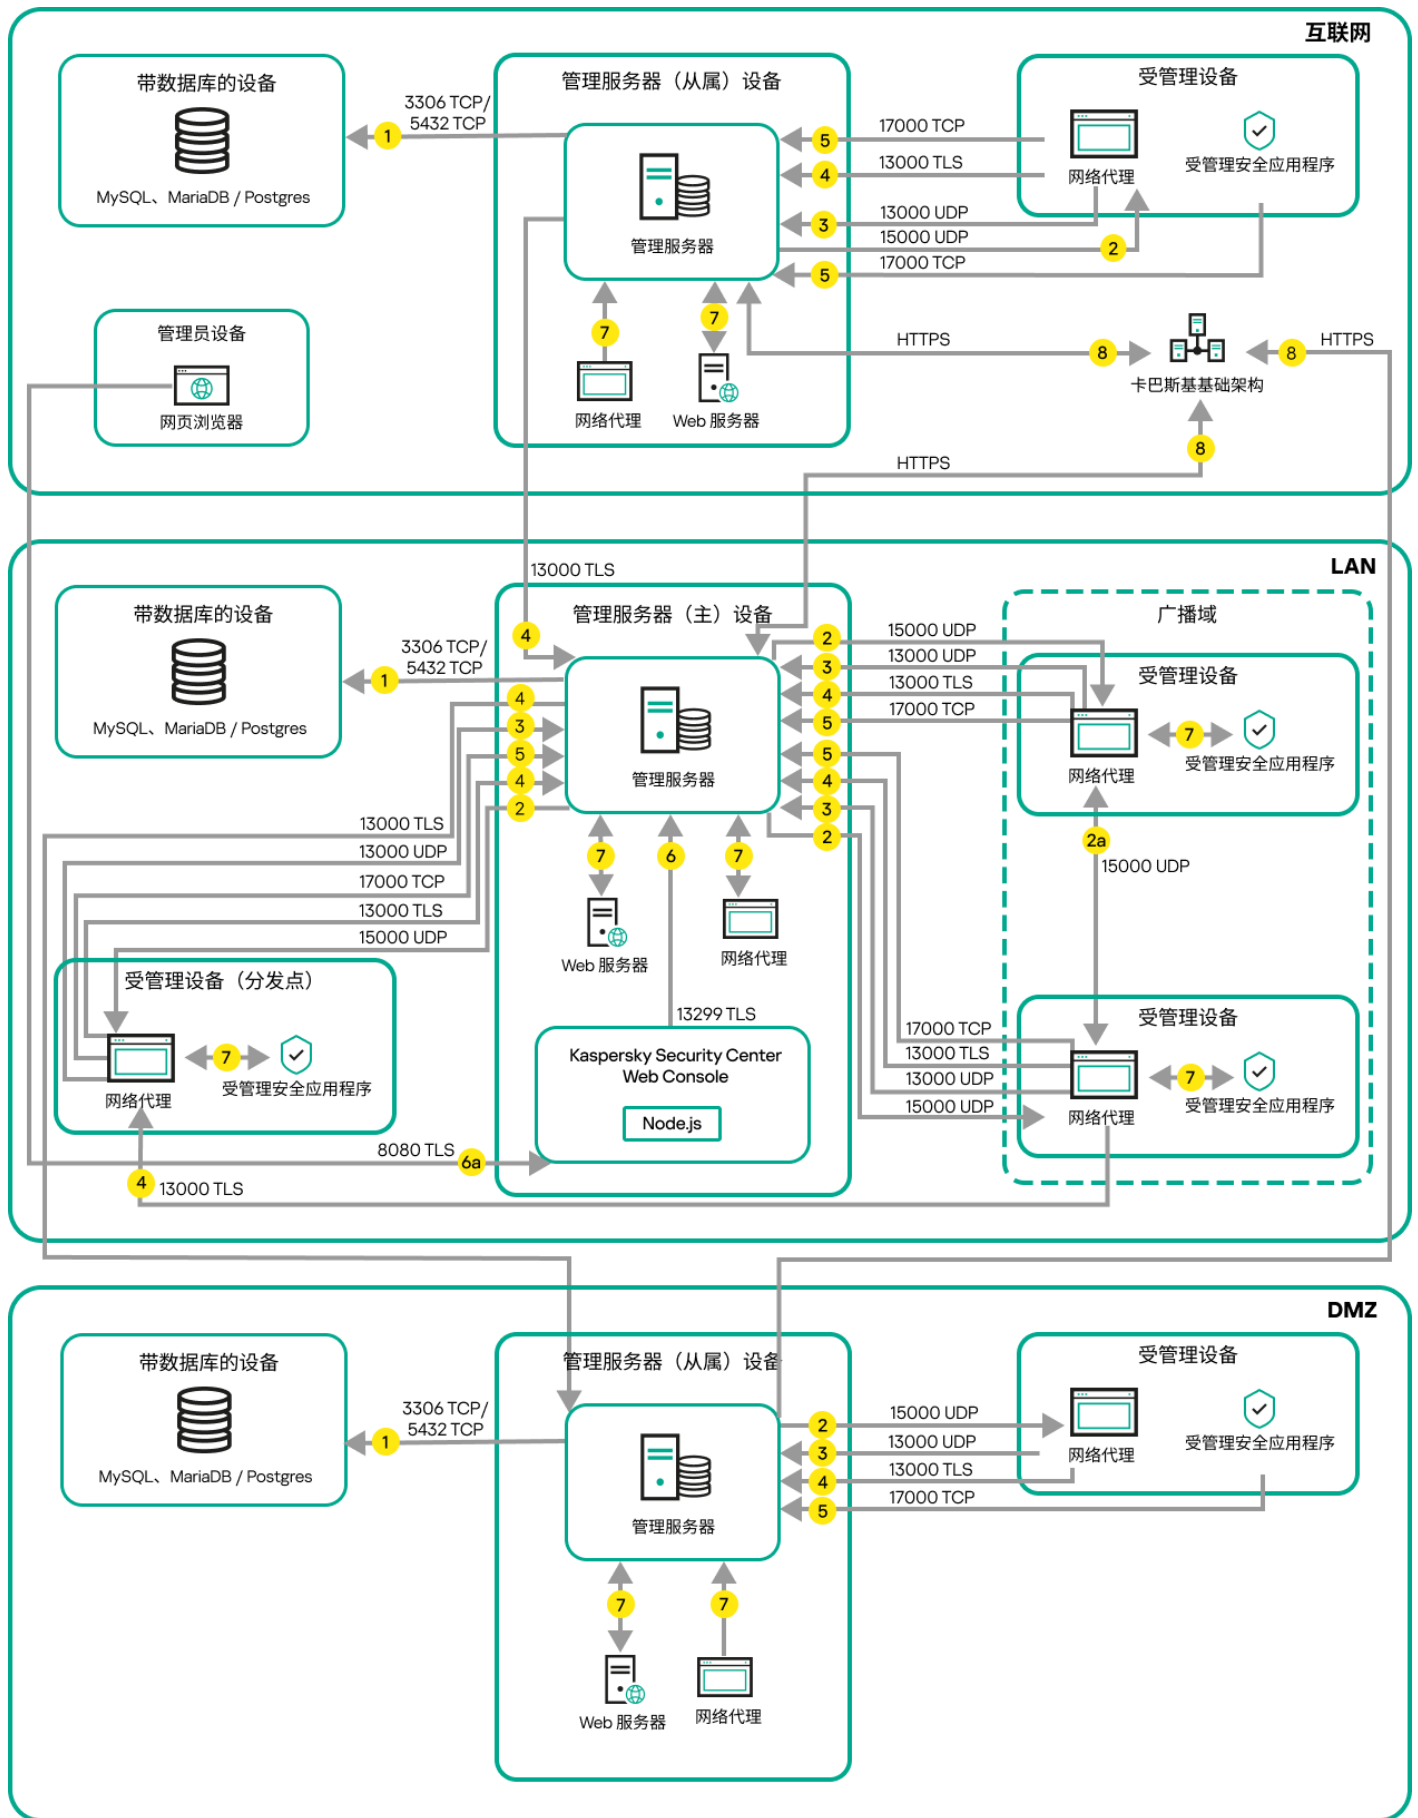 互联网
带数据库的设备
MySQL、MariaDB / Postgres
3306 TCP/
5432 TCP
1
管理服务器（从属）设备
管理服务器
7
网络代理
7
Web 服务器
受管理设备
网络代理
受管理安全应用程序
17000 TCP
5
13000 TLS
4
13000 UDP
3
15000 UDP
2
17000 TCP
5
管理员设备
网页浏览器
HTTPS
8
卡巴斯基基础架构
8
HTTPS
HTTPS
8
LAN
13000 TLS
4
带数据库的设备
MySQL、MariaDB / Postgres
3306 TCP/
5432 TCP
1
管理服务器（主）设备
管理服务器
4
3
5
4
2
13000 TLS
13000 UDP
17000 TCP
13000 TLS
15000 UDP
2
15000 UDP
3
13000 UDP
4
13000 TLS
5
17000 TCP
5
4
3
2
广播域
受管理设备
网络代理
7
受管理安全应用程序
2a
15000 UDP
7
Web 服务器
6
7
网络代理
13299 TLS
Kaspersky Security Center
Web Console
Node.js
受管理设备（分发点）
网络代理
7
受管理安全应用程序
17000 TCP
13000 TLS
13000 UDP
15000 UDP
受管理设备
网络代理
7
受管理安全应用程序
8080 TLS
6a
4
13000 TLS
DMZ
带数据库的设备
MySQL、MariaDB / Postgres
3306 TCP/
5432 TCP
1
管理服务器（从属）设备
管理服务器
2
15000 UDP
3
13000 UDP
4
13000 TLS
5
17000 TCP
受管理设备
网络代理
受管理安全应用程序
7
Web 服务器
7
网络代理